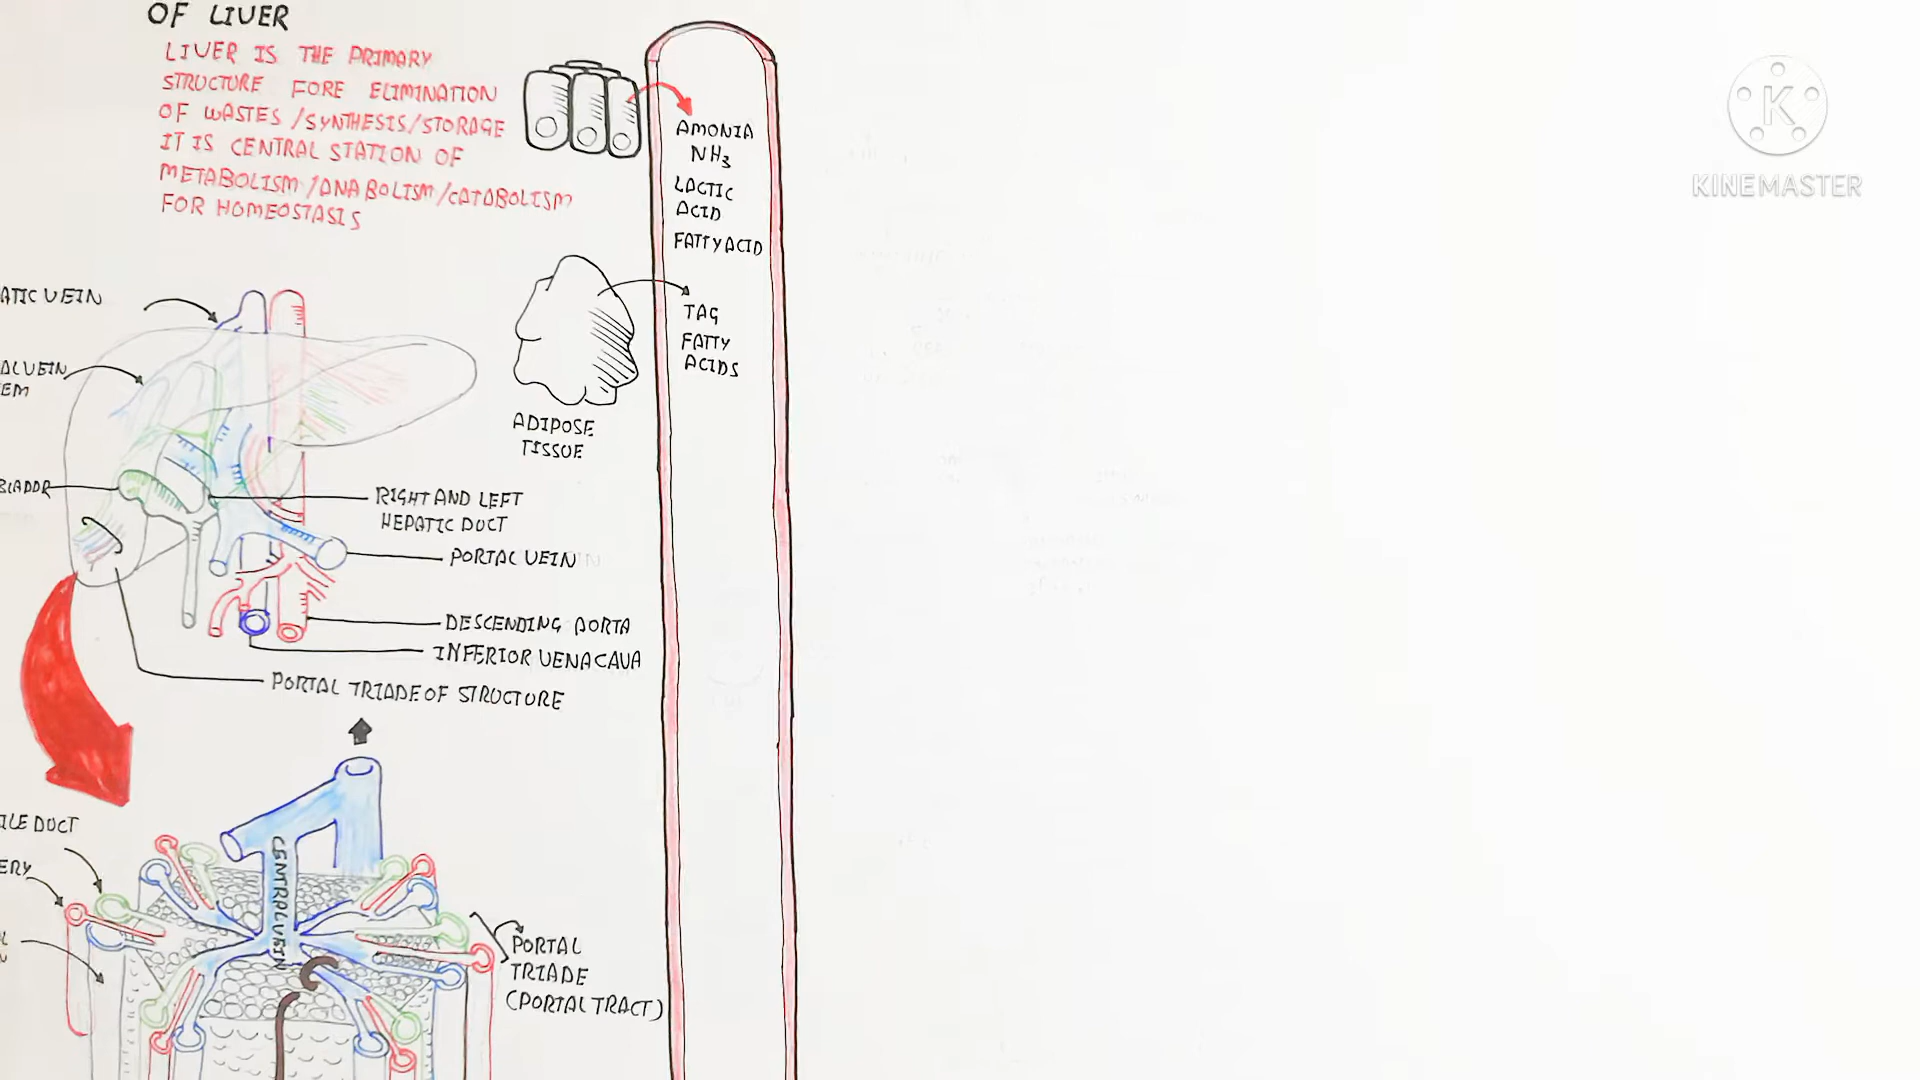 OF LIVER
LIVER IS THE PRIMARY
STRUCTURE FORE ELIMINATION
OF WASTES /SYNTHESIS/STORAGE
IT IS CENTRAL STATION OF
METABOLISM /ANABOLISM/CATABOLISM
FOR HOMEOSTASIS
AMONIA
NH3
LACTIC
ACID
FATTY ACID
TAG
FATTY
ACIDS
ADIPOSE
TISSUE
ATIC VEIN
AL VEIN
EM
BLADDR
RIGHT AND LEFT
HEPATIC DUCT
PORTAL VEIN
DESCENDING AORTA
INFERIOR VENA CAVA
PORTAL TRIADE OF STRUCTURE
ILE DUCT
ERY
CENTRAL VEIN
PORTAL
TRIADE
(PORTAL TRACT)
K
KINEMASTER